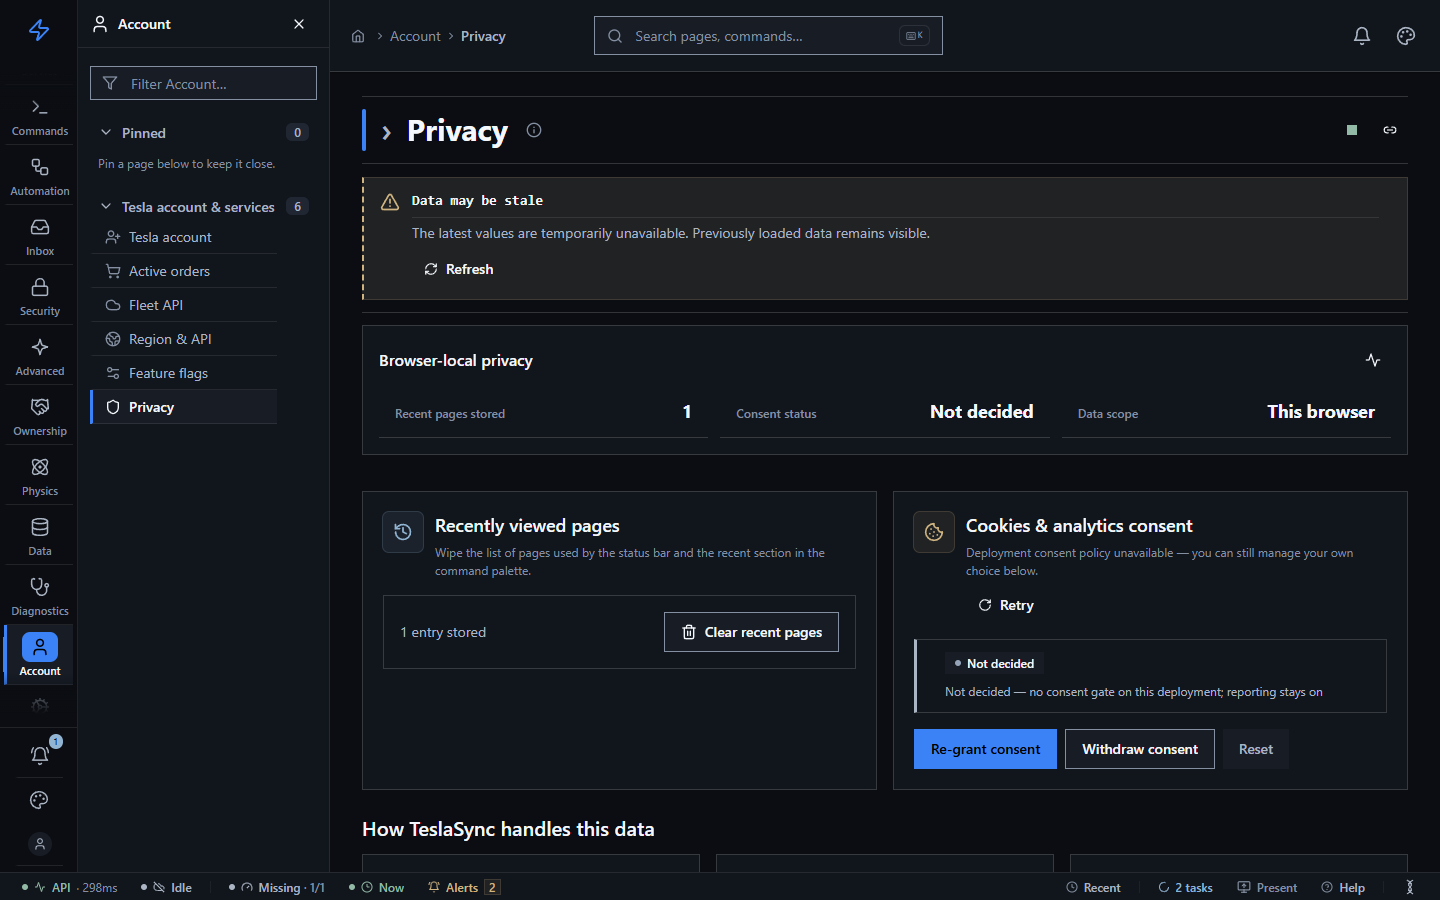 Account
Account
Privacy
Search pages, commands...
K
Filter Account...
Pinned
0
Pin a page below to keep it close.
Tesla account & services
6
Tesla account
Active orders
Fleet API
Region & API
Feature flags
Privacy
Commands
Automation
Inbox
Security
Advanced
Ownership
Physics
Data
Diagnostics
Account
1
Privacy
Data may be stale
The latest values are temporarily unavailable. Previously loaded data remains visible.
Refresh
Browser-local privacy
Recent pages stored
1
Consent status
Not decided
Data scope
This browser
Recently viewed pages
Wipe the list of pages used by the status bar and the recent section in the
command palette.
1 entry stored
Clear recent pages
Cookies & analytics consent
Deployment consent policy unavailable — you can still manage your own
choice below.
Retry
Not decided
Not decided — no consent gate on this deployment; reporting stays on
Re-grant consent
Withdraw consent
Reset
How TeslaSync handles this data
API · 298ms
Idle
Missing · 1/1
Now
Alerts 2
Recent
2 tasks
Present
Help